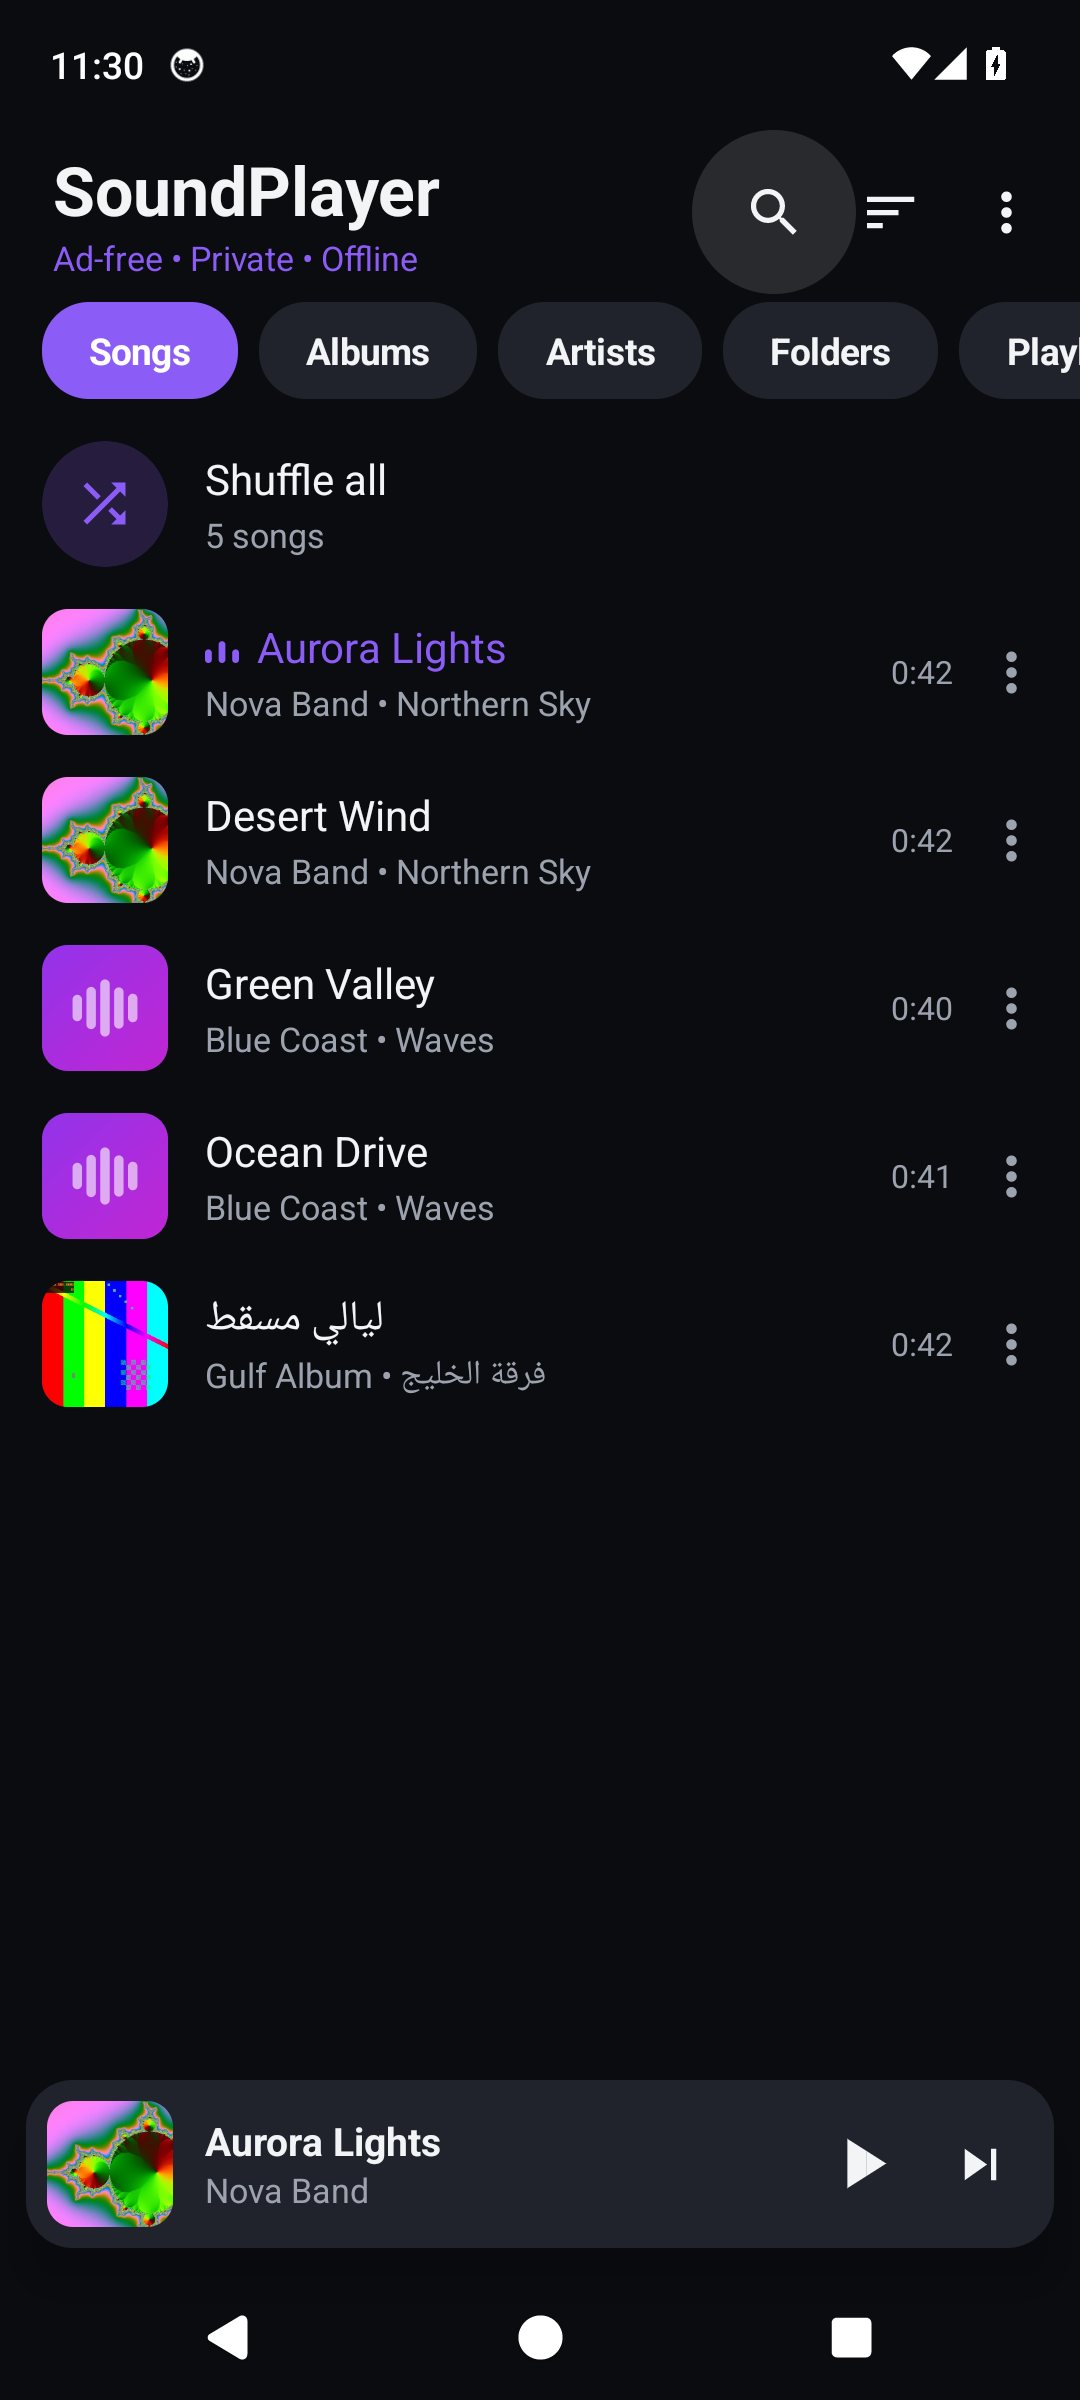 11:30
SoundPlayer
Ad-free • Private • Offline
Songs Albums Artists Folders Playl
Shuffle all
5 songs
Aurora Lights
Nova Band • Northern Sky
0:42
Desert Wind
Nova Band • Northern Sky
0:42
Green Valley
Blue Coast • Waves
0:40
Ocean Drive
Blue Coast • Waves
0:41
ليالي مسقط
Gulf Album • فرقة الخليج
0:42
Aurora Lights
Nova Band